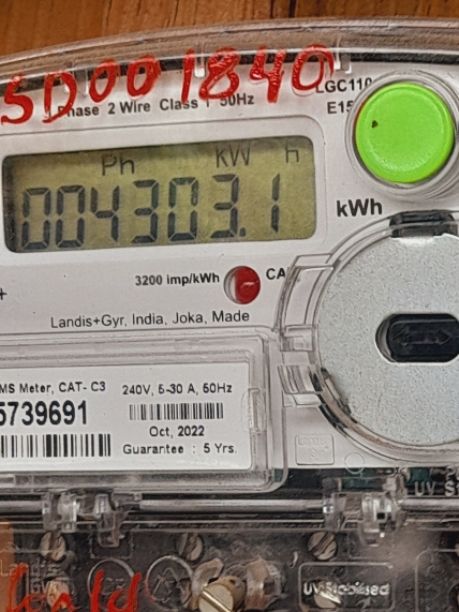 SD001840
Phase 2 Wire Class 1 50Hz
LGC110
E15
Ph kW h
004303.1
kWh
3200 imp/kWh
CA
+
Landis+Gyr, India, Joka, Made
MS Meter, CAT- C3
5739691
240V, 5-30 A, 50Hz
Oct, 2022
Guarantee : 5 Yrs.
UV S
UV Stabilised